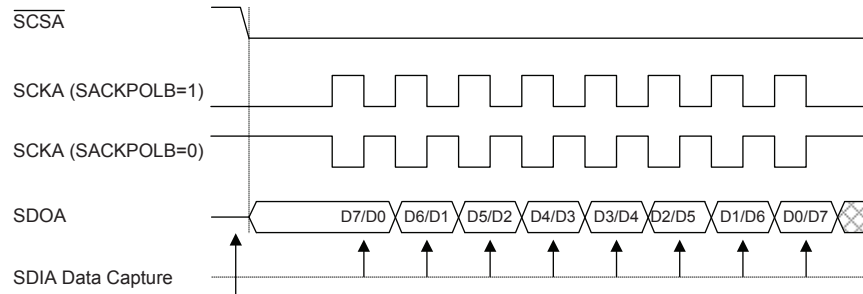 SCSA
SCKA (SACKPOLB=1)
SCKA (SACKPOLB=0)
SDOA D7/D0 D6/D1 D5/D2 D4/D3 D3/D4 D2/D5 D1/D6 D0/D7
SDIA Data Capture